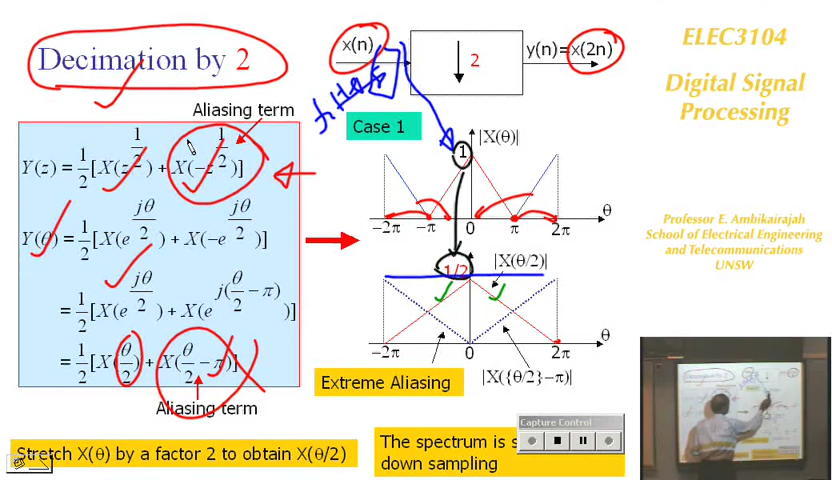 Decimation by 2
x(n)
↓ 2
y(n)=x(2n)
filter
Aliasing term
Case 1
Y(z) = 1/2[X(z^{1/2}) + X(-z^{1/2})]
Y(θ) = 1/2[X(e^{jθ/2}) + X(-e^{jθ/2})]
= 1/2[X(e^{jθ/2}) + X(e^{j(θ/2-π)})]
= 1/2[X(θ/2) + X(θ/2-π)]
Aliasing term
|X(θ)|
1
θ
-2π -π 0 π 2π
1/2
|X(θ/2)|
θ
-2π 0 2π
Extreme Aliasing
|X({θ/2}-π)|
Stretch X(θ) by a factor 2 to obtain X(θ/2)
The spectrum is s
down sampling
Capture Control
ELEC3104
Digital Signal
Processing
Professor E. Ambikairajah
School of Electrical Engineering
and Telecommunications
UNSW